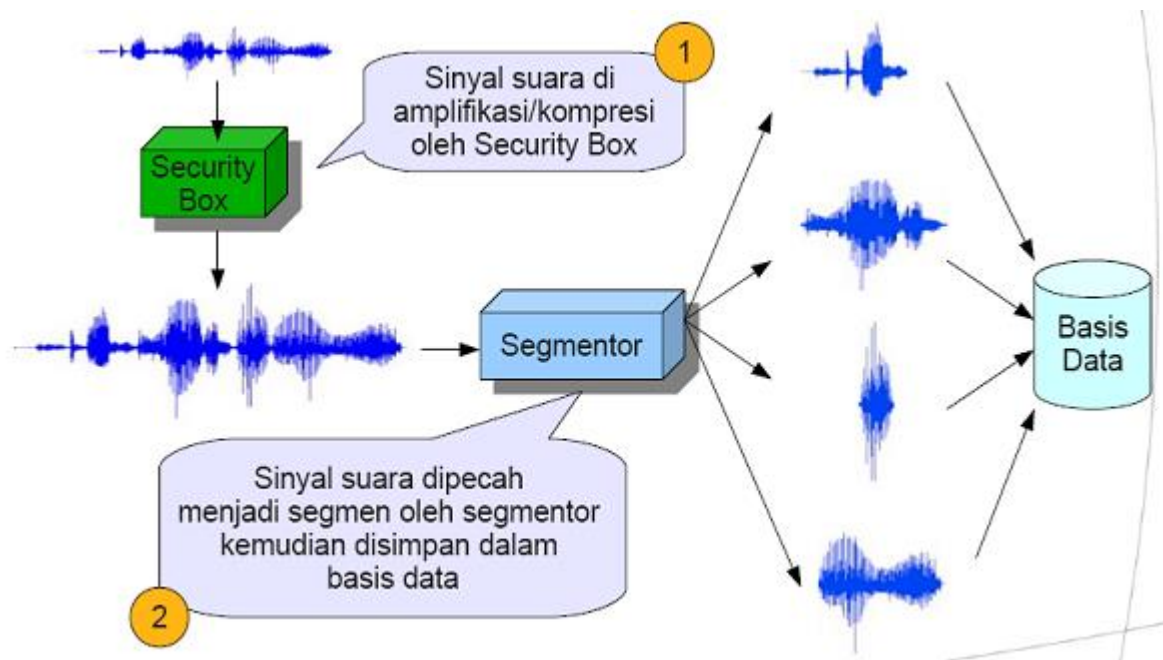 1
Sinyal suara di
amplifikasi/kompresi
oleh Security Box
Security
Box
Segmentor
Basis
Data
Sinyal suara dipecah
menjadi segmen oleh segmentor
kemudian disimpan dalam
basis data
2